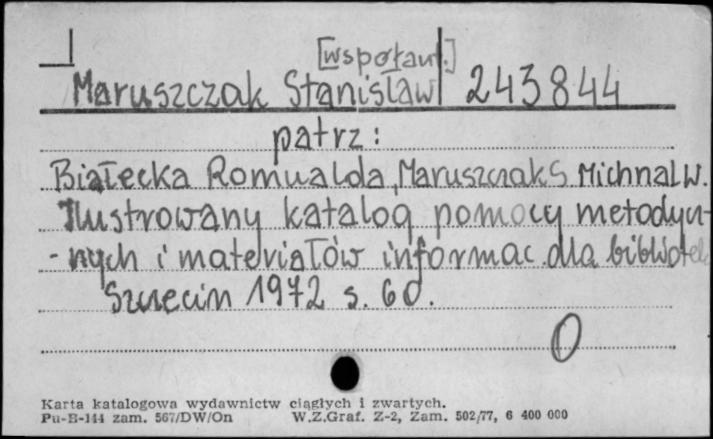 [współaut.]
Maruszczak Stanisław 243844
patrz:
Białecka Romualda, Maruszczak S. Michnal W.
Ilustrowany katalog pomocy metodycz-
- nych i materiałów informac. dla bibliotek
Szczecin 1972 s. 60.
0
Karta katalogowa wydawnictw ciągłych i zwartych.
Pu-B-144 zam. 567/DW/On W.Z.Graf. Z-2, Zam. 502/77, 6 400 000